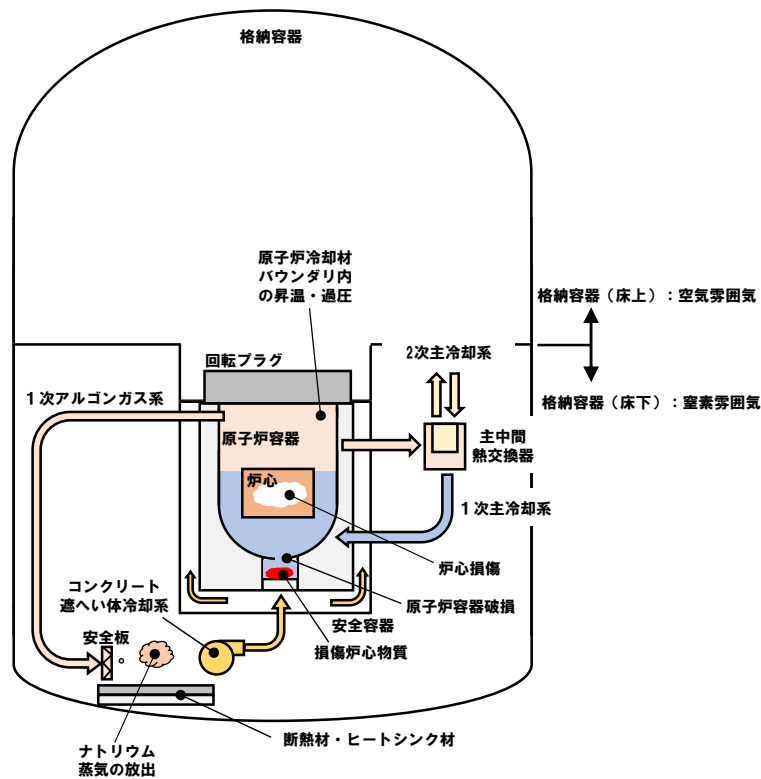 格納容器
原子炉冷却材
バウンダリ内
の昇温・過圧
格納容器（床上）：空気雰囲気
2次主冷却系
回転プラグ
１次アルゴンガス系
格納容器（床下）：窒素雰囲気
原子炉容器
主中間
熱交換器
炉心
１次主冷却系
炉心損傷
コンクリート
遮へい体冷却系
原子炉容器破損
安全容器
安全板
損傷炉心物質
断熱材・ヒートシンク材
ナトリウム
蒸気の放出